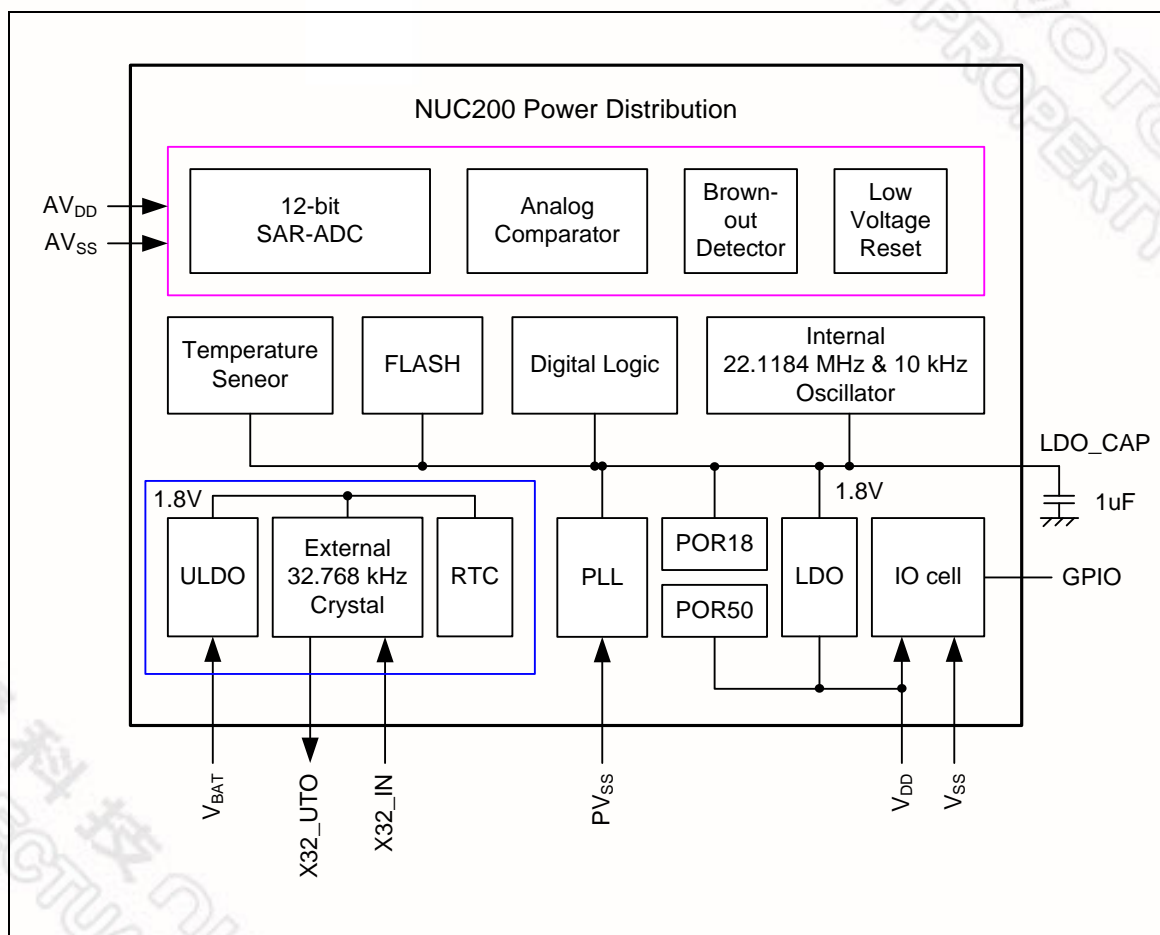 NUC200 Power Distribution
AVDD
AVSS
12-bit
SAR-ADC
Analog
Comparator
Brown-
out
Detector
Low
Voltage
Reset
Temperature
Seneor
FLASH
Digital Logic
Internal
22.1184 MHz & 10 kHz
Oscillator
LDO_CAP
1uF
1.8V
ULDO
External
32.768 kHz
Crystal
RTC
PLL
POR18
POR50
1.8V
LDO
IO cell
GPIO
VBAT
X32_UTO
X32_IN
PVSS
VDD
VSS
科技